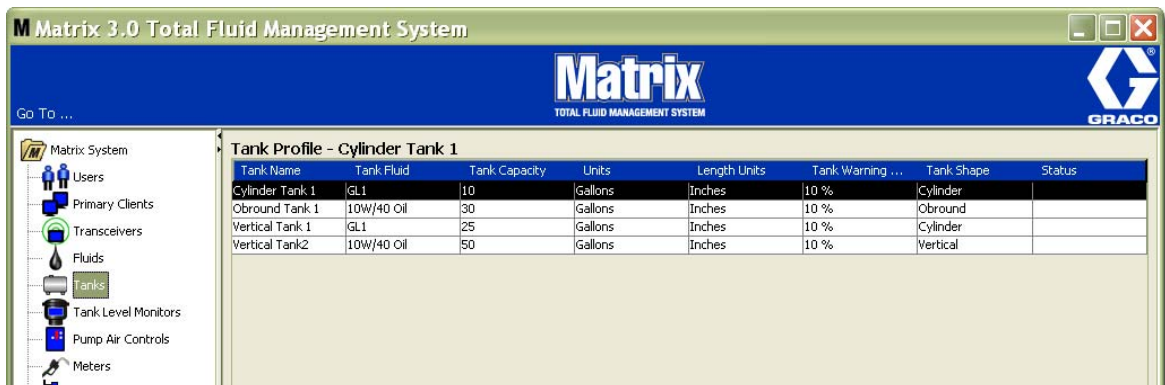 M Matrix 3.0 Total Fluid Management System
Matrix
TOTAL FLUID MANAGEMENT SYSTEM
®
GRACO
Go To ...
Matrix System
Users
Primary Clients
Transceivers
Fluids
Tanks
Tank Level Monitors
Pump Air Controls
Meters
Tank Profile - Cylinder Tank 1
Tank Name Tank Fluid Tank Capacity Units Length Units Tank Warning ... Tank Shape Status
Cylinder Tank 1 GL1 10 Gallons Inches 10 % Cylinder
Obround Tank 1 10W/40 Oil 30 Gallons Inches 10 % Obround
Vertical Tank 1 GL1 25 Gallons Inches 10 % Cylinder
Vertical Tank2 10W/40 Oil 50 Gallons Inches 10 % Vertical